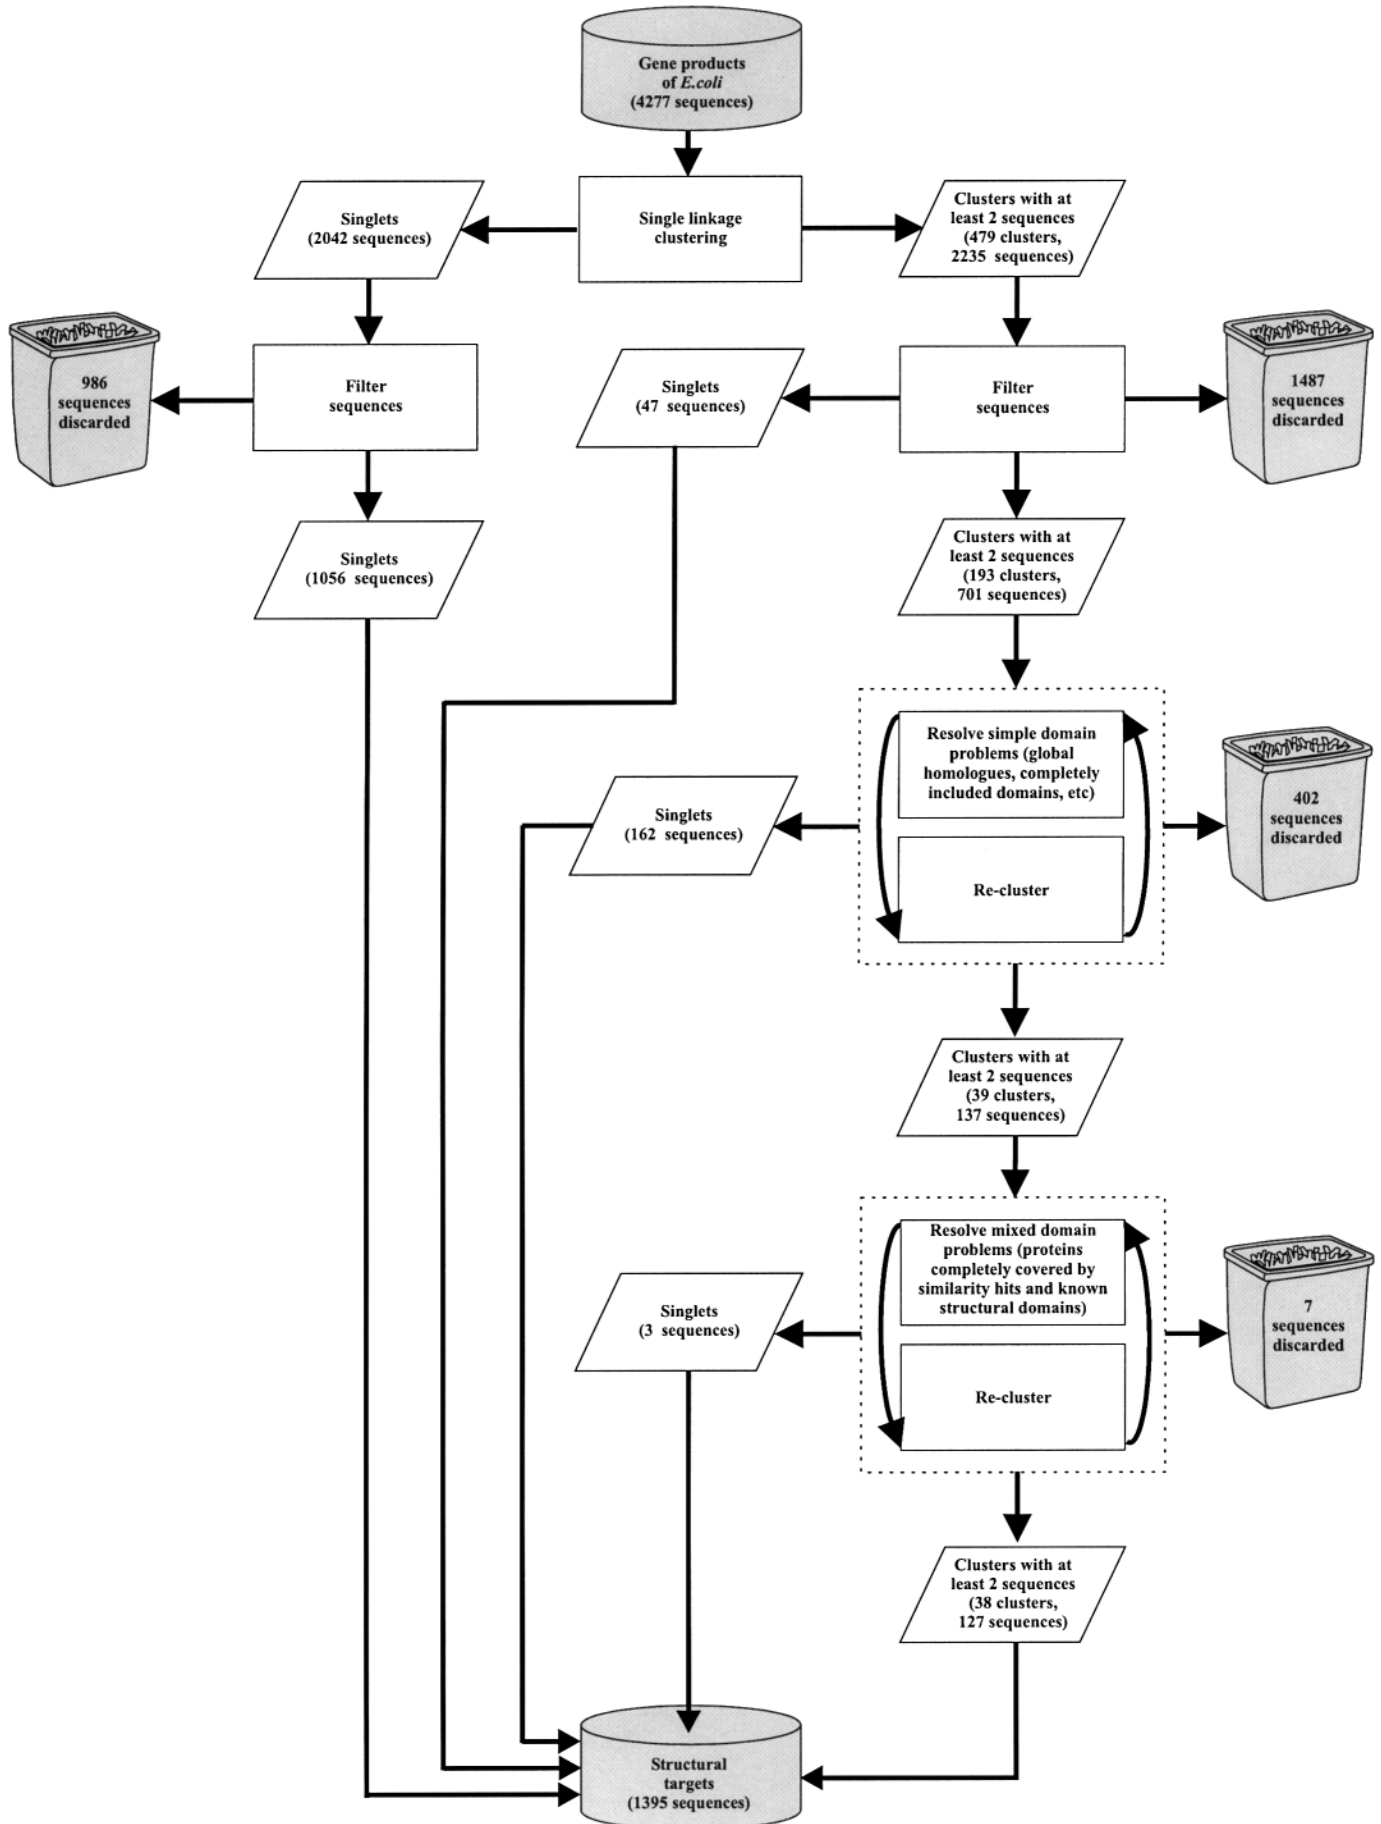 Gene products
of E.coli
(4277 sequences)
Singlets
(2042 sequences)
Single linkage
clustering
Clusters with at
least 2 sequences
(479 clusters,
2235 sequences)
986
sequences
discarded
Filter
sequences
Singlets
(47 sequences)
Filter
sequences
1487
sequences
discarded
Singlets
(1056 sequences)
Clusters with at
least 2 sequences
(193 clusters,
701 sequences)
Resolve simple domain
problems (global
homologues, completely
included domains, etc)
Singlets
(162 sequences)
402
sequences
discarded
Re-cluster
Clusters with at
least 2 sequences
(39 clusters,
137 sequences)
Resolve mixed domain
problems (proteins
completely covered by
similarity hits and known
structural domains)
Singlets
(3 sequences)
7
sequences
discarded
Re-cluster
Clusters with at
least 2 sequences
(38 clusters,
127 sequences)
Structural
targets
(1395 sequences)